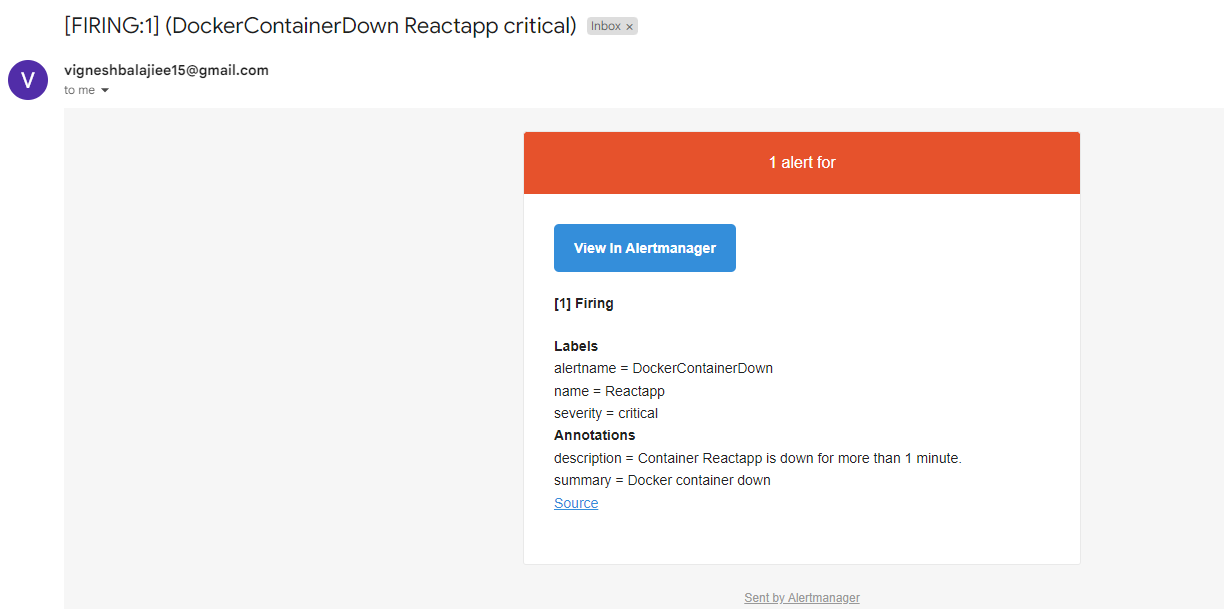 [FIRING:1] (DockerContainerDown Reactapp critical) Inbox ×
V
vigneshbalajiee15@gmail.com
to me
1 alert for
View In Alertmanager
[1] Firing
Labels
alertname = DockerContainerDown
name = Reactapp
severity = critical
Annotations
description = Container Reactapp is down for more than 1 minute.
summary = Docker container down
Source
Sent by Alertmanager